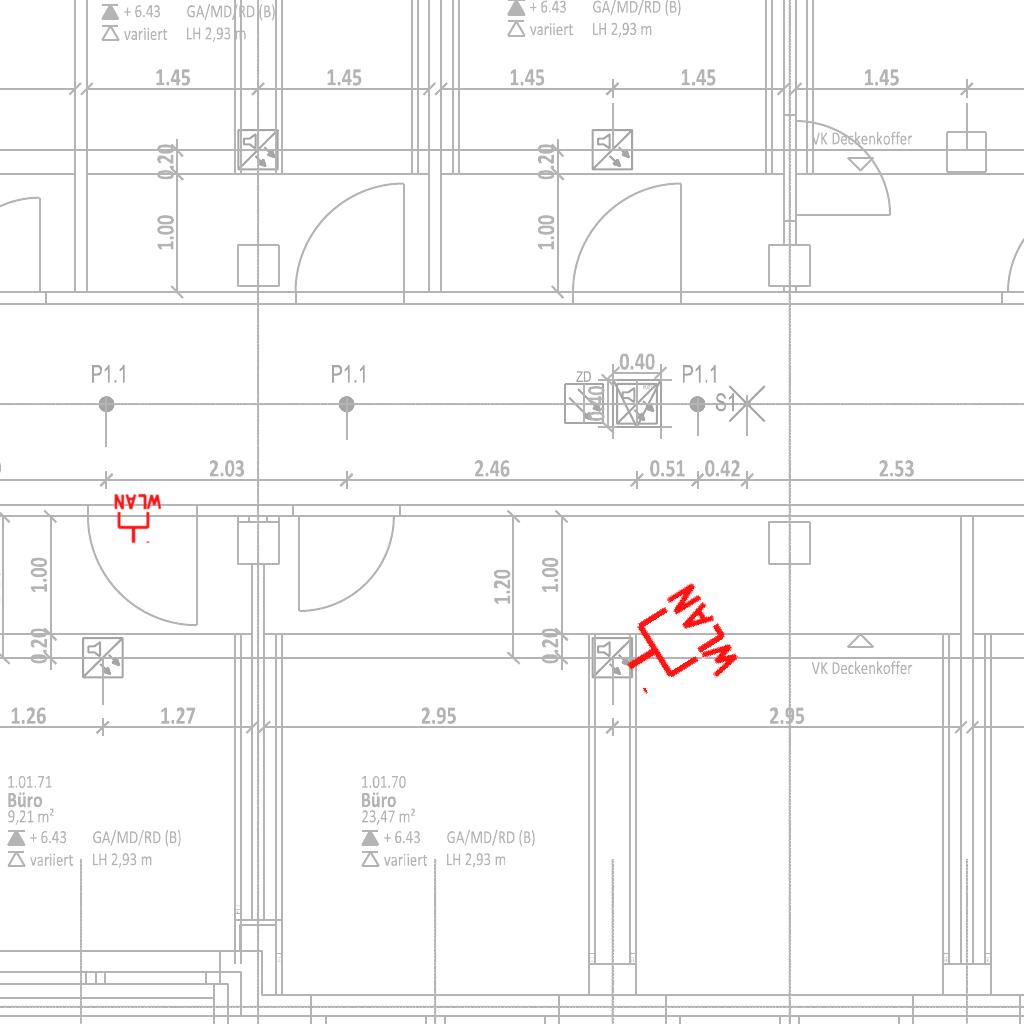 + 6.43 GA/MD/RD (B)
variiert LH 2,93 m
+ 6.43 GA/MD/RD (B)
variiert LH 2,93 m
1.45 1.45 1.45 1.45 1.45
VK Deckenkoffer
0.20 0.20
1.00 1.00
0.40
P1.1 P1.1 ZD P1.1
0.40
S1
2.03 2.46 0.51 0.42 2.53
WLAN
1.00 1.20 1.00
WLAN
0.20 0.20
VK Deckenkoffer
1.26 1.27 2.95 2.95
1.01.71
Büro
9,21 m²
+ 6.43 GA/MD/RD (B)
variiert LH 2,93 m
1.01.70
Büro
23,47 m²
+ 6.43 GA/MD/RD (B)
variiert LH 2,93 m